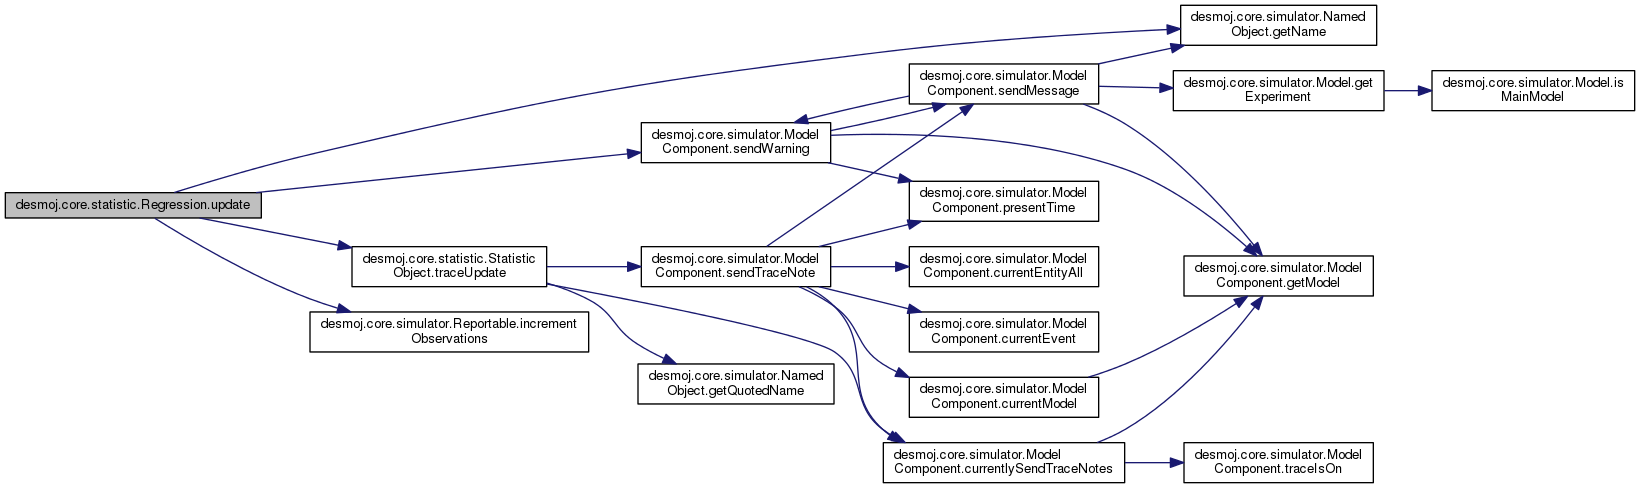 desmoj.core.statistic.Regression.update
desmoj.core.simulator.Named
Object.getName
desmoj.core.simulator.Model
Component.sendMessage
desmoj.core.simulator.Model.get
Experiment
desmoj.core.simulator.Model.is
MainModel
desmoj.core.simulator.Model
Component.sendWarning
desmoj.core.simulator.Model
Component.presentTime
desmoj.core.statistic.Statistic
Object.traceUpdate
desmoj.core.simulator.Model
Component.sendTraceNote
desmoj.core.simulator.Model
Component.currentEntityAll
desmoj.core.simulator.Model
Component.getModel
desmoj.core.simulator.Reportable.increment
Observations
desmoj.core.simulator.Model
Component.currentEvent
desmoj.core.simulator.Named
Object.getQuotedName
desmoj.core.simulator.Model
Component.currentModel
desmoj.core.simulator.Model
Component.currentlySendTraceNotes
desmoj.core.simulator.Model
Component.traceIsOn